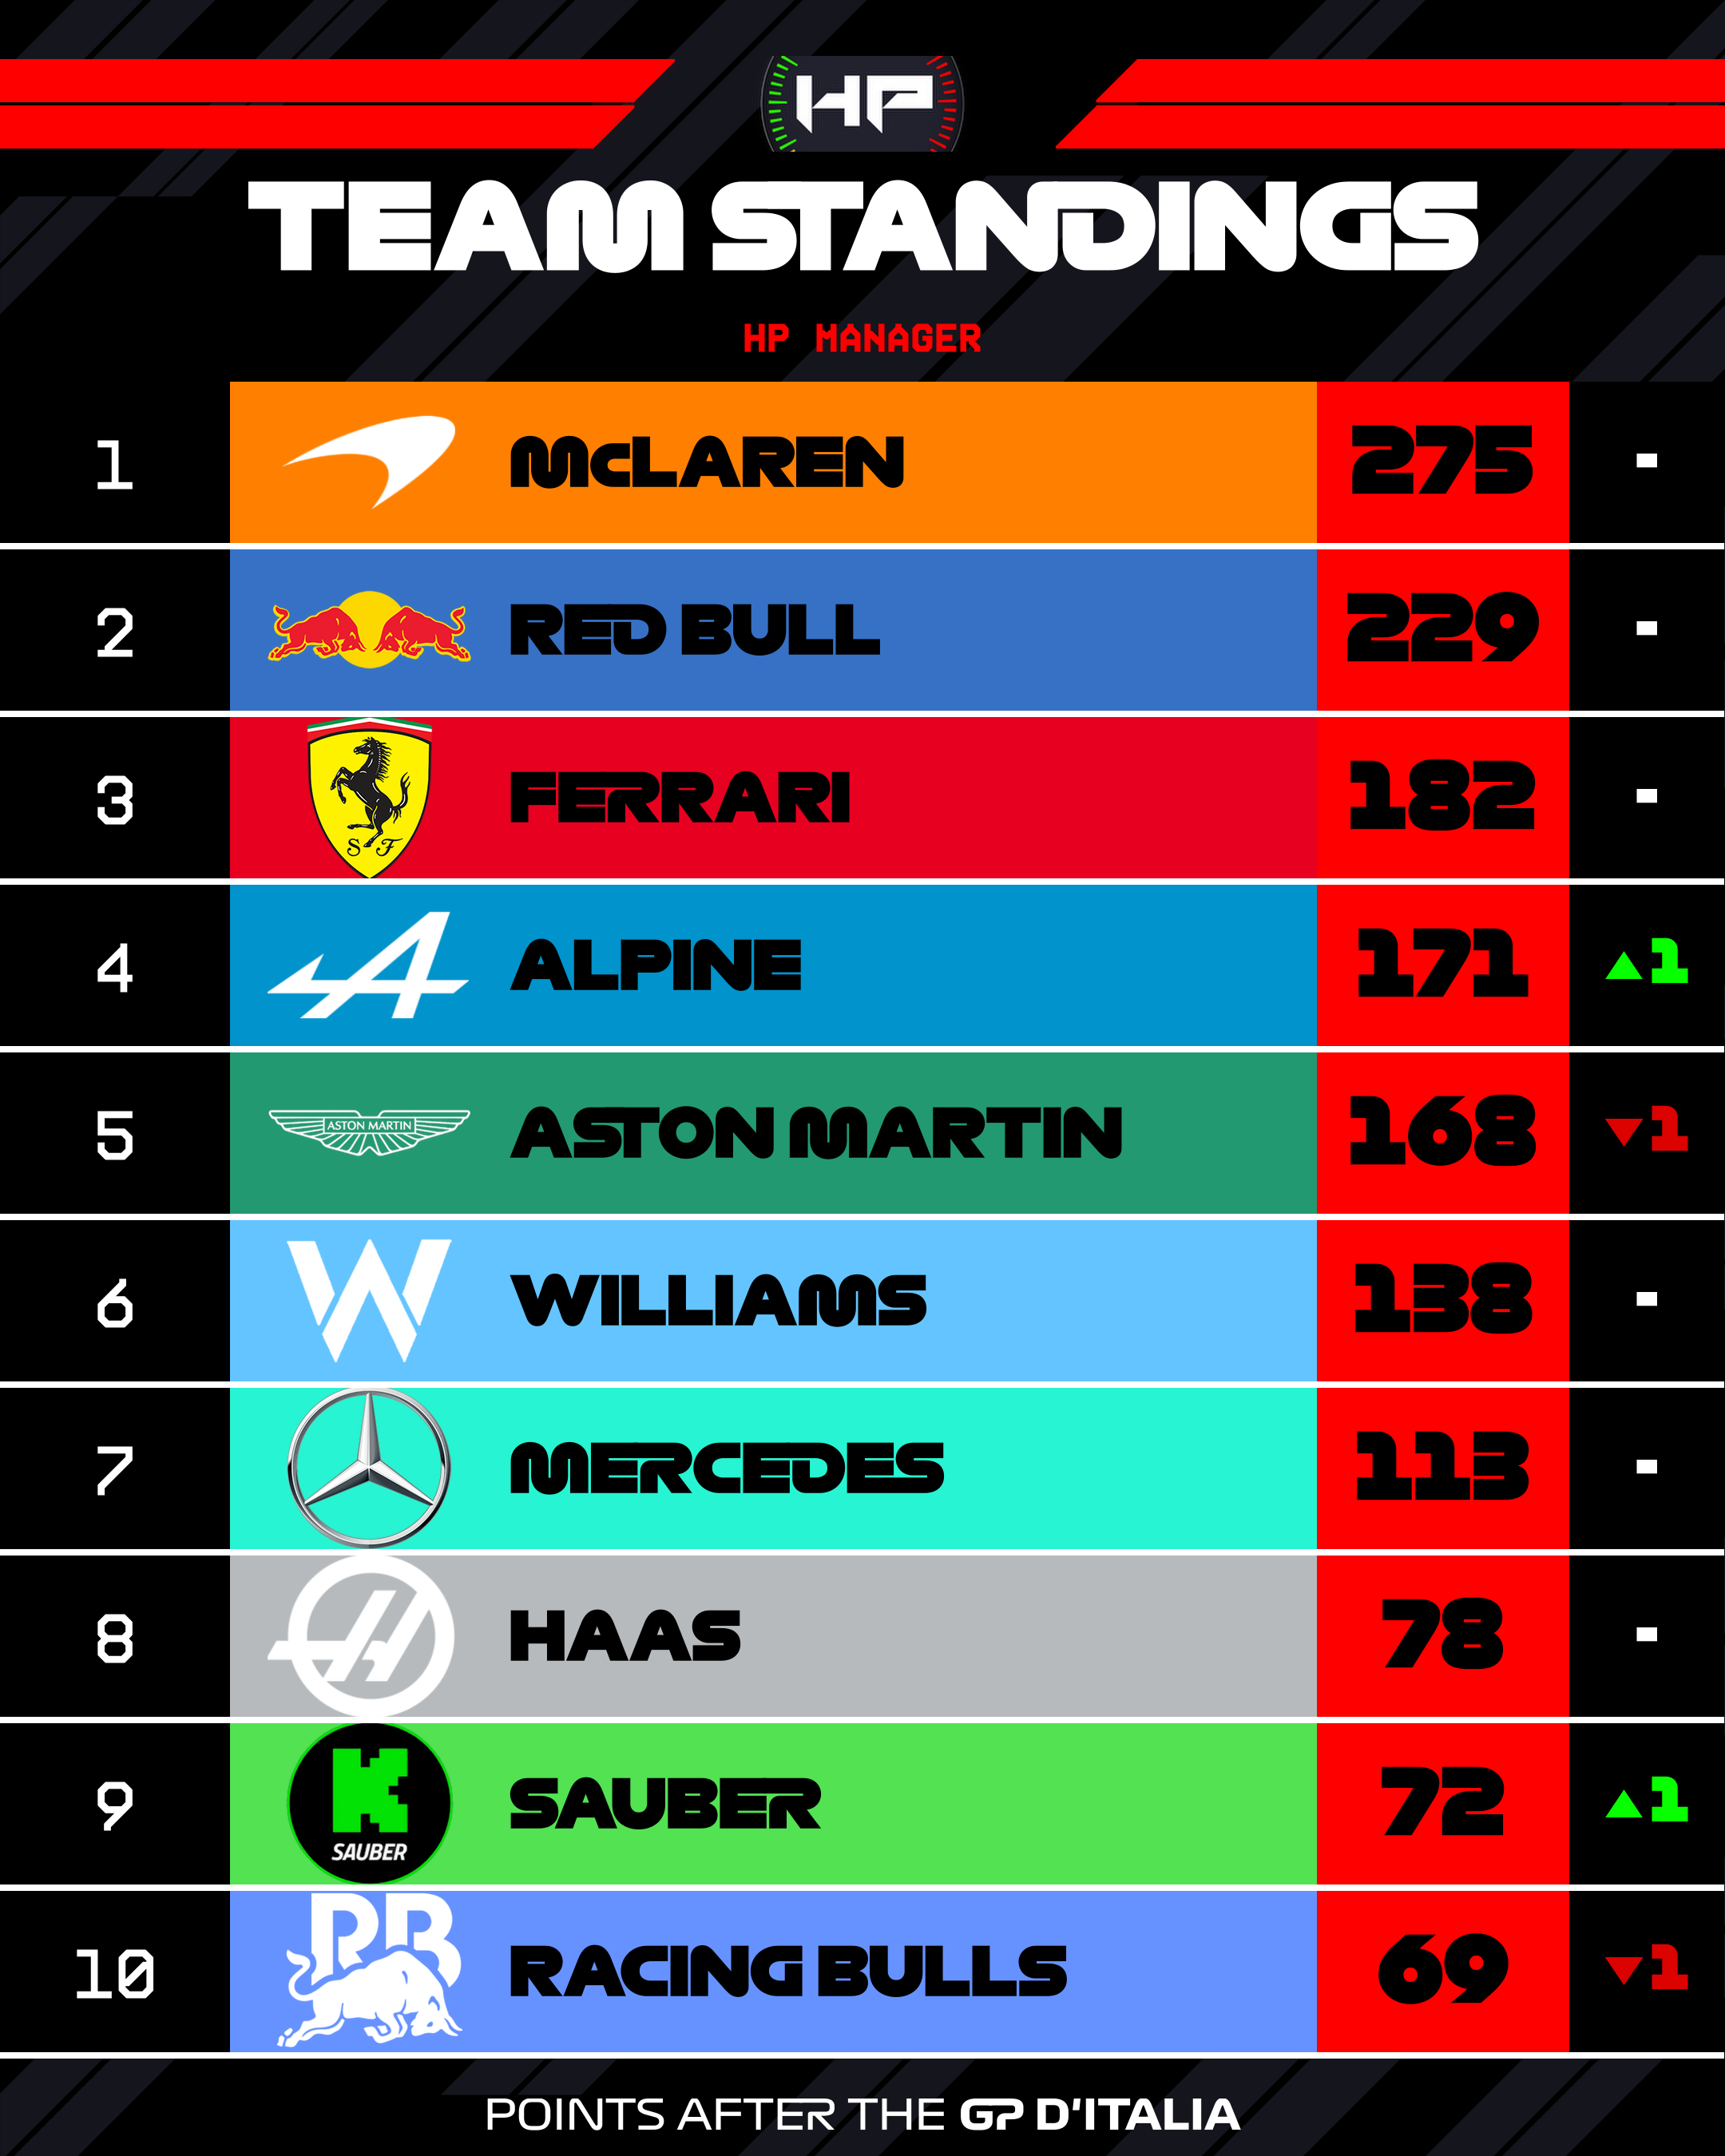 HP
TEAM STANDINGS
HP MANAGER
1 McLAREN 275 -
2 RED BULL 229 -
3 S F FERRARI 182 -
4 ALPINE 171 ▲1
5 ASTON MARTIN ASTON MARTIN 168 ▼1
6 W WILLIAMS 138 -
7 MERCEDES 113 -
8 H HAAS 78 -
9 K SAUBER SAUBER 72 ▲1
10 RB RACING BULLS 69 ▼1
POINTS AFTER THE GP D'ITALIA